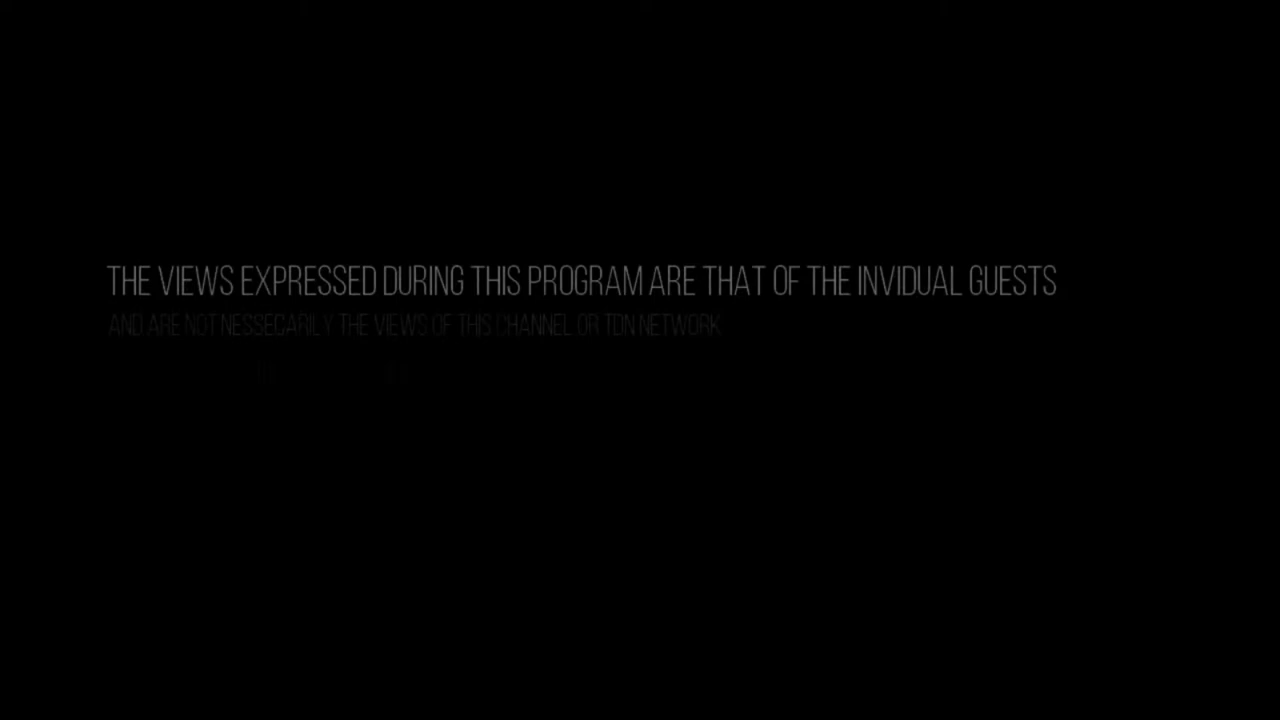 THE VIEWS EXPRESSED DURING THIS PROGRAM ARE THAT OF THE INVIDUAL GUESTS
AND ARE NOT NESSECARILY THE VIEWS OF THIS CHANNEL OR TDN NETWORK